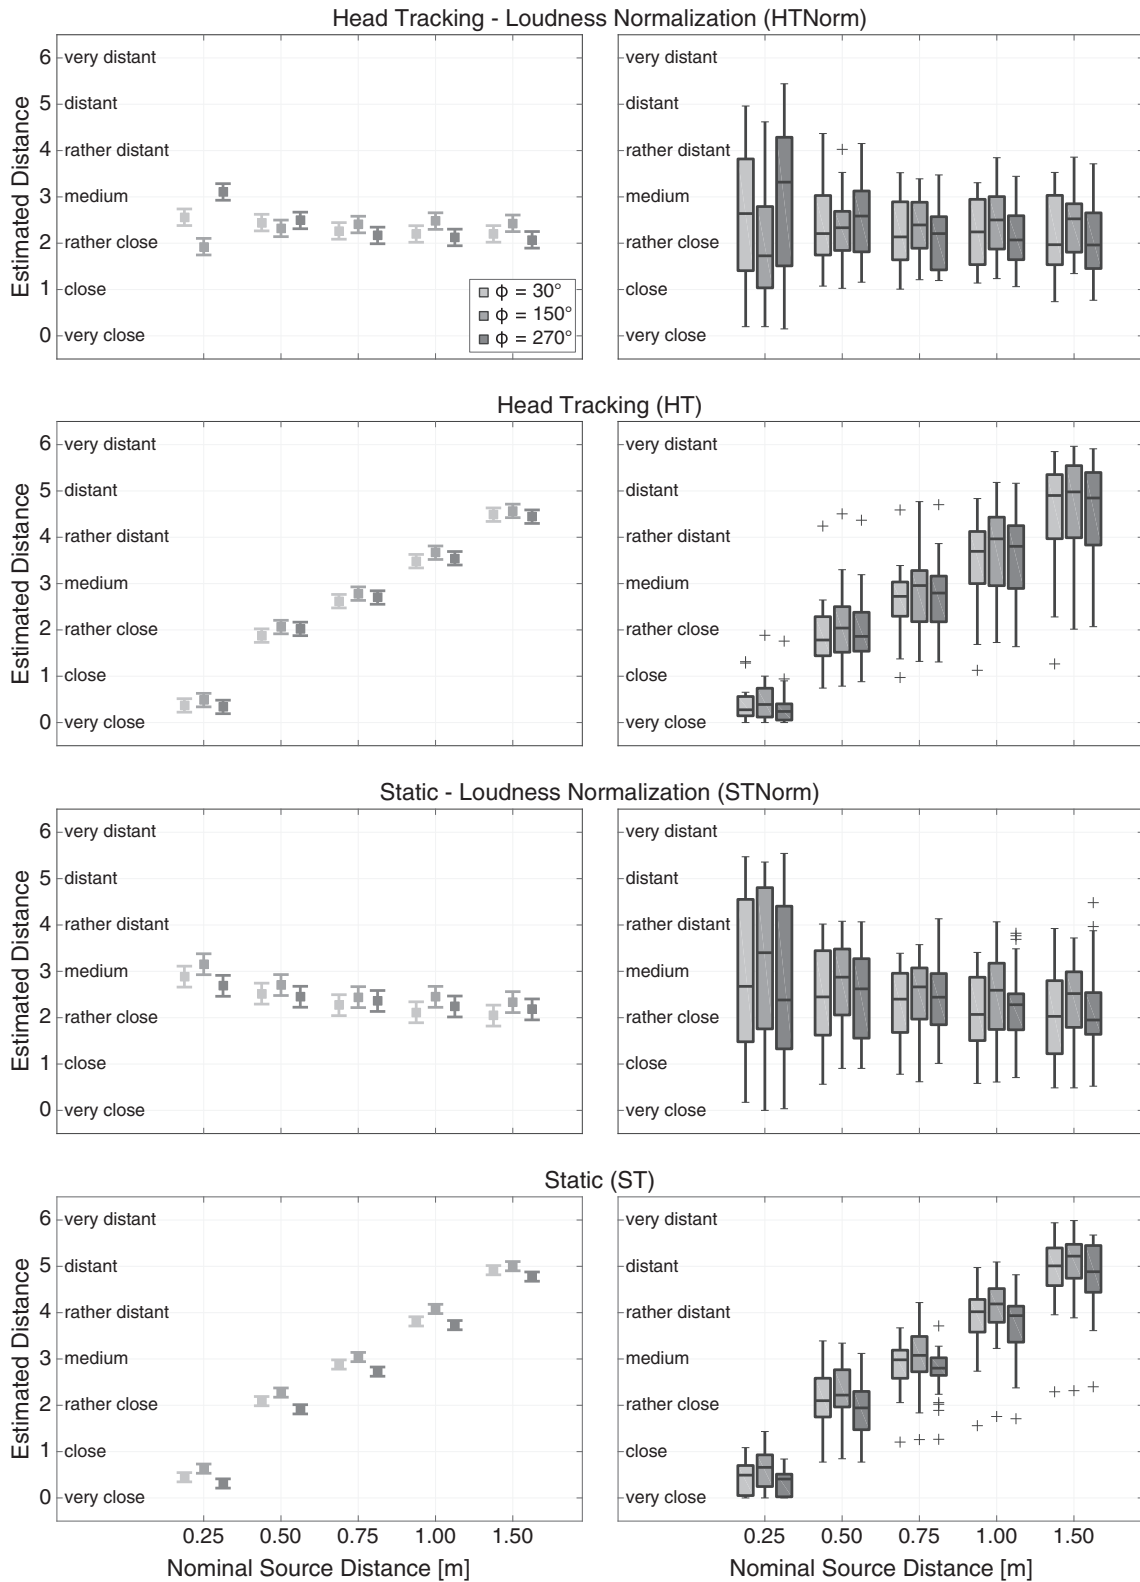 Head Tracking - Loudness Normalization (HTNorm)
Estimated Distance
6 very distant
5 distant
4 rather distant
3 medium
2 rather close
1 close
0 very close
ϕ = 30°
ϕ = 150°
ϕ = 270°
very distant
distant
rather distant
medium
rather close
close
very close
Head Tracking (HT)
Estimated Distance
6 very distant
5 distant
4 rather distant
3 medium
2 rather close
1 close
0 very close
very distant
distant
rather distant
medium
rather close
close
very close
Static - Loudness Normalization (STNorm)
Estimated Distance
6 very distant
5 distant
4 rather distant
3 medium
2 rather close
1 close
0 very close
very distant
distant
rather distant
medium
rather close
close
very close
Static (ST)
Estimated Distance
6 very distant
5 distant
4 rather distant
3 medium
2 rather close
1 close
0 very close
0.25 0.50 0.75 1.00 1.50
Nominal Source Distance [m]
very distant
distant
rather distant
medium
rather close
close
very close
0.25 0.50 0.75 1.00 1.50
Nominal Source Distance [m]